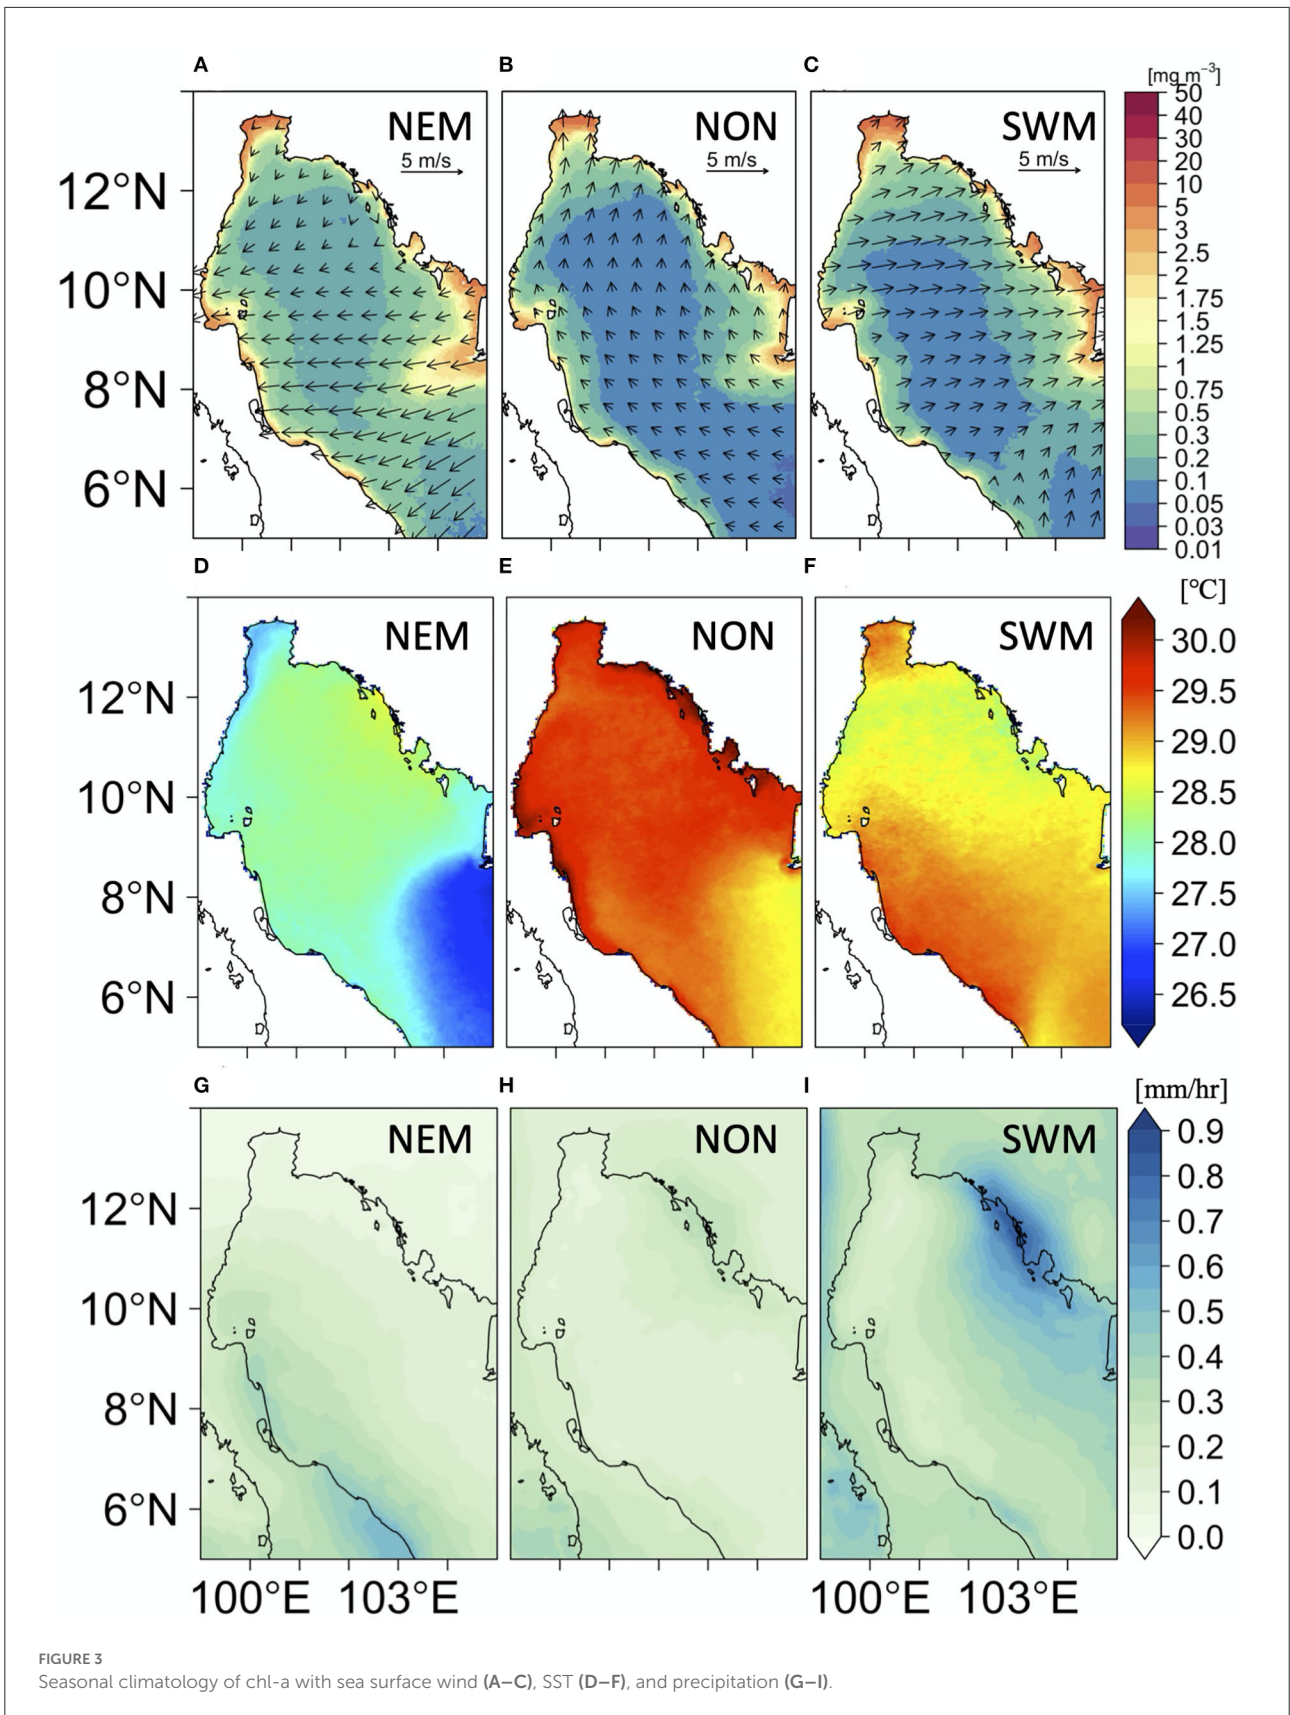 A
B
C
[mg m⁻³]
NEM
NON
SWM
5 m/s
5 m/s
5 m/s
50
40
30
20
10
5
3
2.5
2
1.75
1.5
1.25
1
0.75
0.5
0.3
0.2
0.1
0.05
0.03
0.01
12°N
10°N
8°N
6°N
D
E
F
[°C]
NEM
NON
SWM
30.0
29.5
29.0
28.5
28.0
27.5
27.0
26.5
12°N
10°N
8°N
6°N
G
H
I
[mm/hr]
NEM
NON
SWM
0.9
0.8
0.7
0.6
0.5
0.4
0.3
0.2
0.1
0.0
12°N
10°N
8°N
6°N
100°E 103°E
100°E 103°E
FIGURE 3
Seasonal climatology of chl-a with sea surface wind (A–C), SST (D–F), and precipitation (G–I).